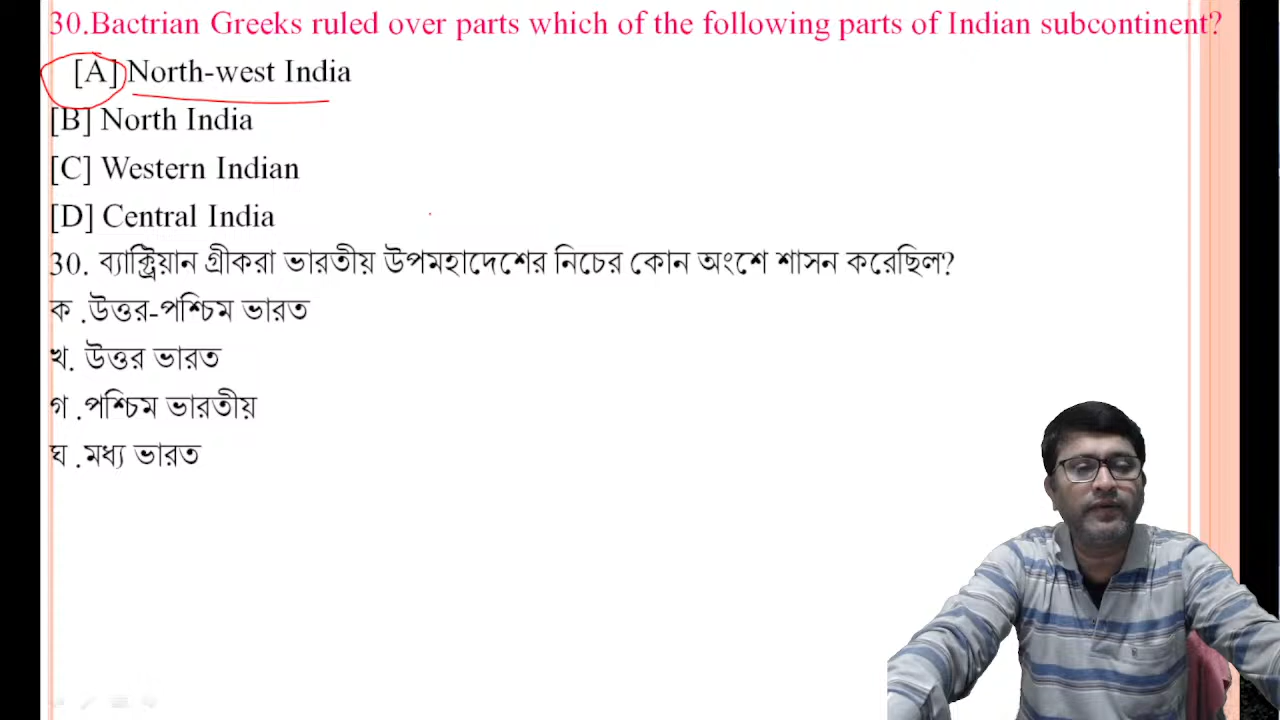 30.Bactrian Greeks ruled over parts which of the following parts of Indian subcontinent?
[A] North-west India
[B] North India
[C] Western Indian
[D] Central India
30. ব্যাক্ট্রিয়ান গ্রীকরা ভারতীয় উপমহাদেশের নিচের কোন অংশে শাসন করেছিল?
ক .উত্তর-পশ্চিম ভারত
খ. উত্তর ভারত
গ .পশ্চিম ভারতীয়
ঘ .মধ্য ভারত